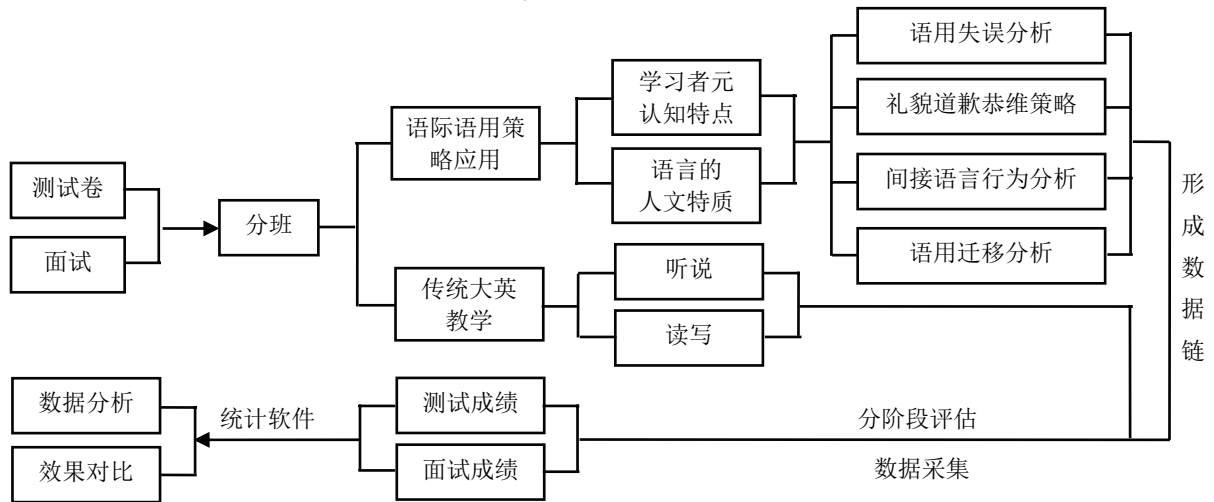 语用失误分析
学习者元
认知特点
礼貌道歉恭维策略
语际语用策
略应用
测试卷
语言的
人文特质
间接语言行为分析
分班
面试
语用迁移分析
听说
传统大英
教学
读写
形
成
数
据
链
数据分析
统计软件
测试成绩
分阶段评估
效果对比
面试成绩
数据采集